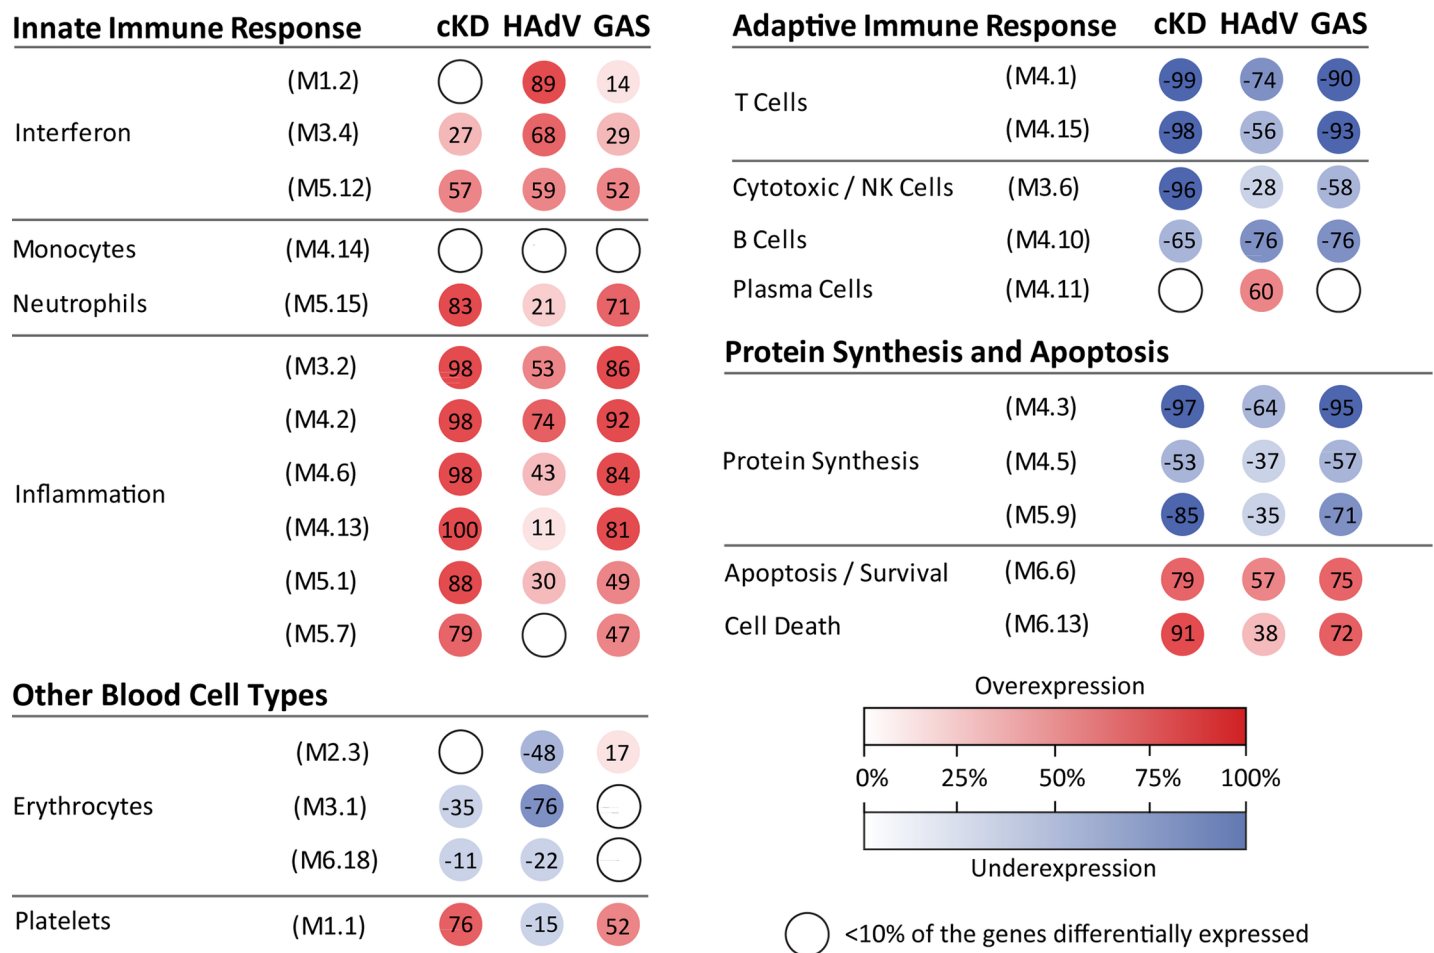 Innate Immune Response cKD HAdV GAS
Interferon
(M1.2) 89 14
(M3.4) 27 68 29
(M5.12) 57 59 52
Monocytes (M4.14)
Neutrophils (M5.15) 83 21 71
Inflammation
(M3.2) 98 53 86
(M4.2) 98 74 92
(M4.6) 98 43 84
(M4.13) 100 11 81
(M5.1) 88 30 49
(M5.7) 79 47
Other Blood Cell Types
Erythrocytes
(M2.3) -48 17
(M3.1) -35 -76
(M6.18) -11 -22
Platelets (M1.1) 76 -15 52
Adaptive Immune Response cKD HAdV GAS
T Cells
(M4.1) -99 -74 -90
(M4.15) -98 -56 -93
Cytotoxic / NK Cells (M3.6) -96 -28 -58
B Cells (M4.10) -65 -76 -76
Plasma Cells (M4.11) 60
Protein Synthesis and Apoptosis
Protein Synthesis
(M4.3) -97 -64 -95
(M4.5) -53 -37 -57
(M5.9) -85 -35 -71
Apoptosis / Survival (M6.6) 79 57 75
Cell Death (M6.13) 91 38 72
Overexpression
0% 25% 50% 75% 100%
Underexpression
<10% of the genes differentially expressed